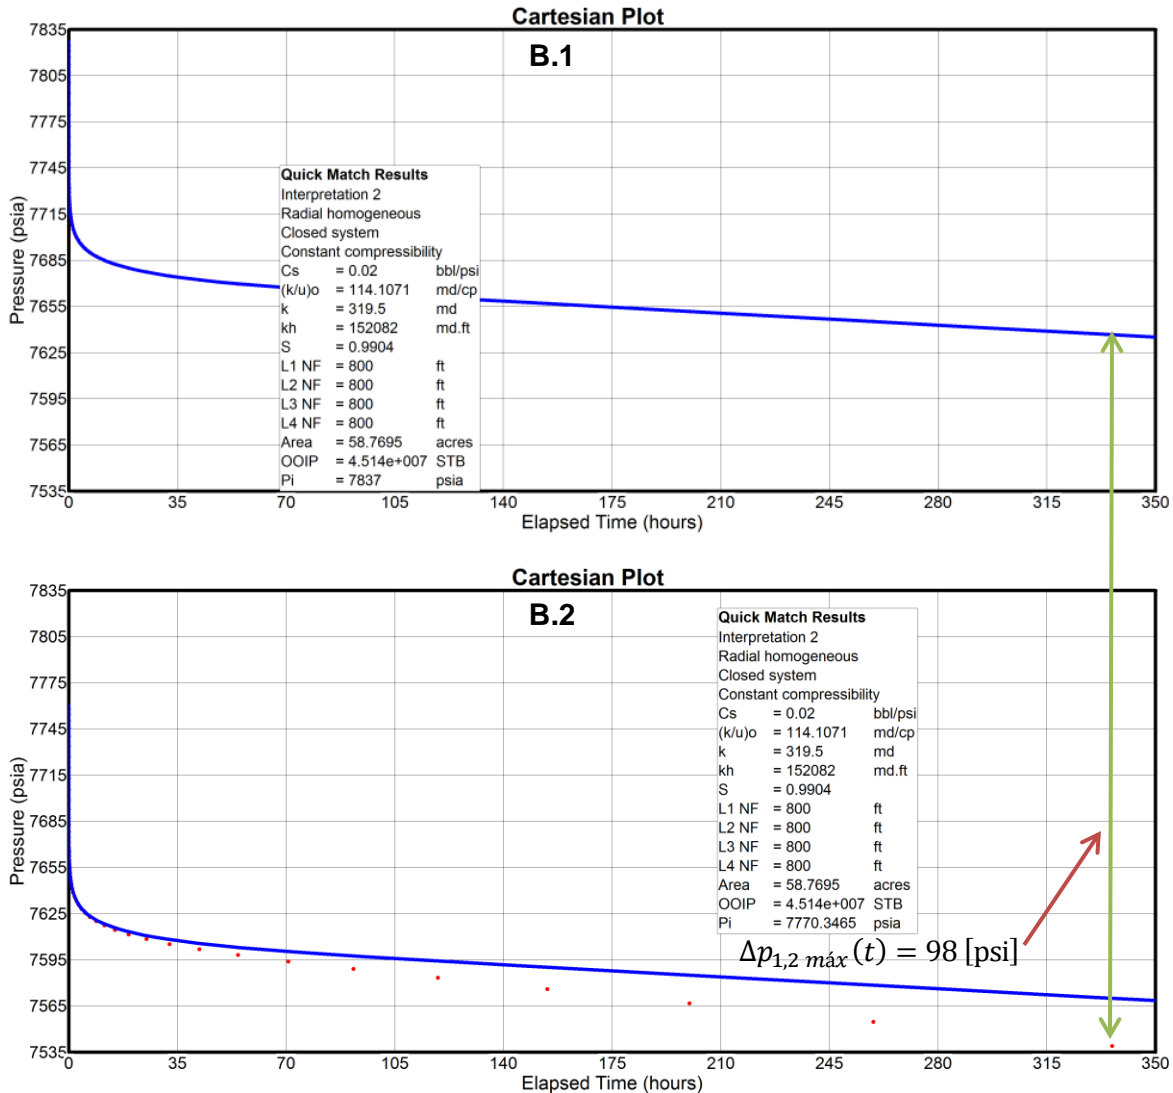 Cartesian Plot
B.1
Pressure (psia)
7835
7805
7775
7745
7715
7685
7655
7625
7595
7565
7535
Quick Match Results
Interpretation 2
Radial homogeneous
Closed system
Constant compressibility
Cs = 0.02 bbl/psi
(k/u)o = 114.1071 md/cp
k = 319.5 md
kh = 152082 md.ft
S = 0.9904
L1 NF = 800 ft
L2 NF = 800 ft
L3 NF = 800 ft
L4 NF = 800 ft
Area = 58.7695 acres
OOIP = 4.514e+007 STB
Pi = 7837 psia
0 35 70 105 140 175 210 245 280 315 350
Elapsed Time (hours)
Cartesian Plot
B.2
Pressure (psia)
7835
7805
7775
7745
7715
7685
7655
7625
7595
7565
7535
Quick Match Results
Interpretation 2
Radial homogeneous
Closed system
Constant compressibility
Cs = 0.02 bbl/psi
(k/u)o = 114.1071 md/cp
k = 319.5 md
kh = 152082 md.ft
S = 0.9904
L1 NF = 800 ft
L2 NF = 800 ft
L3 NF = 800 ft
L4 NF = 800 ft
Area = 58.7695 acres
OOIP = 4.514e+007 STB
Pi = 7770.3465 psia
Δp1,2 máx(t) = 98 [psi]
0 35 70 105 140 175 210 245 280 315 350
Elapsed Time (hours)